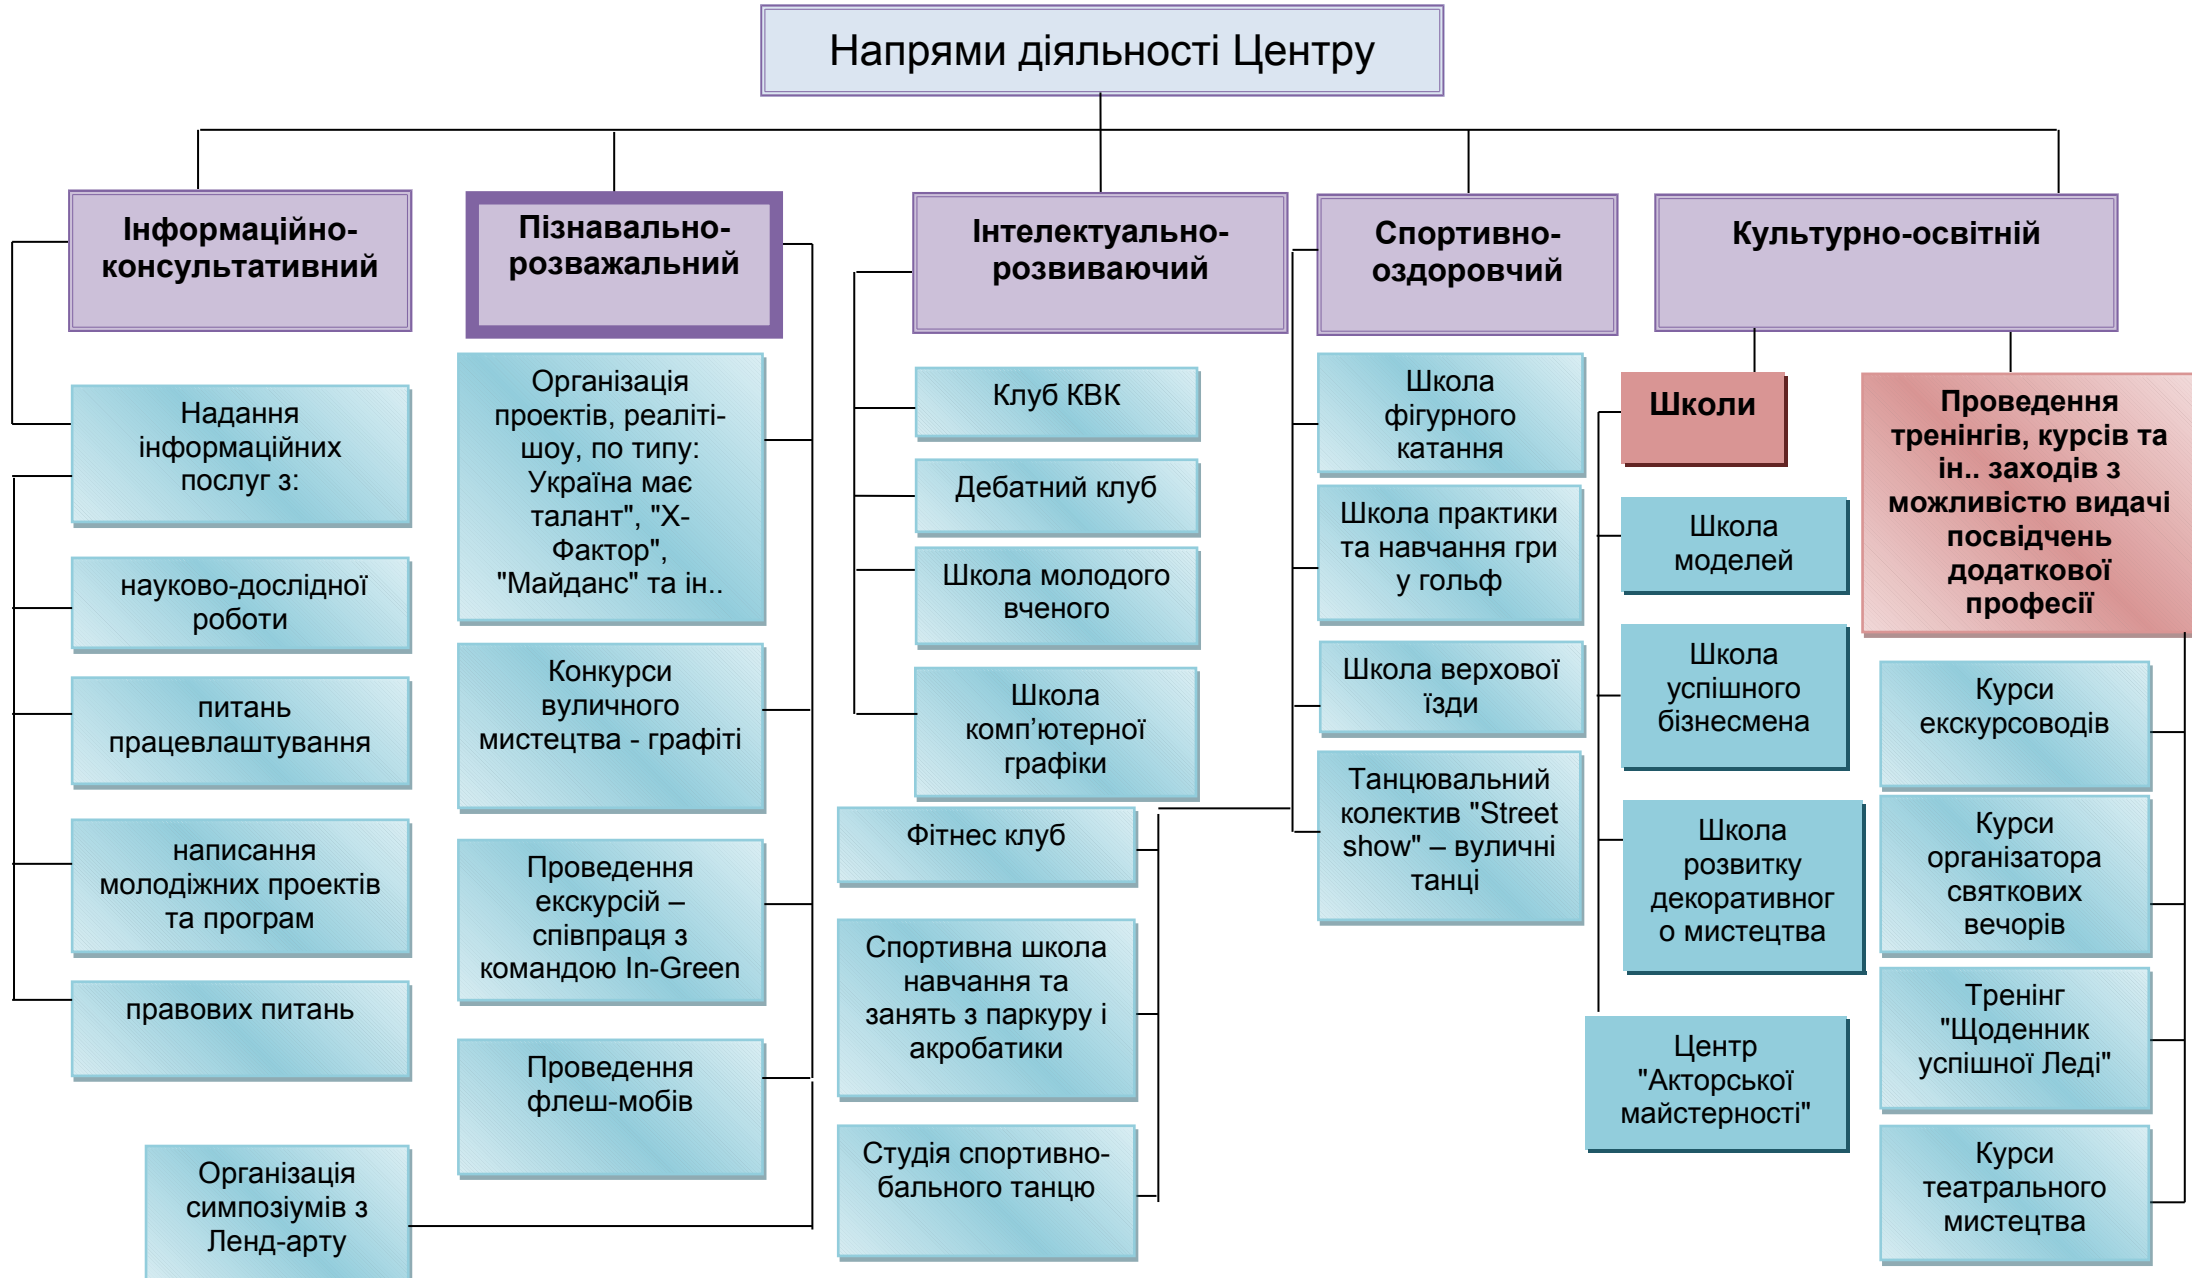 Напрями діяльності Центру
Інформаційно-
консультативний
Надання
інформаційних
послуг з:
науково-дослідної
роботи
питань
працевлаштування
написання
молодіжних проектів
та програм
правових питань
Пізнавально-
розважальний
Організація
проектів, реаліті-
шоу, по типу:
Україна має
талант", "Х-
Фактор",
"Майданс" та ін..
Конкурси
вуличного
мистецтва - графіті
Проведення
екскурсій –
співпраця з
командою In-Green
Проведення
флеш-мобів
Організація
симпозіумів з
Ленд-арту
Інтелектуально-
розвиваючий
Клуб КВК
Дебатний клуб
Школа молодого
вченого
Школа
комп’ютерної
графіки
Спортивно-
оздоровчий
Школа
фігурного
катання
Школа практики
та навчання гри
у гольф
Школа верхової
їзди
Танцювальний
колектив "Street
show" – вуличні
танці
Фітнес клуб
Спортивна школа
навчання та
занять з паркуру і
акробатики
Студія спортивно-
бального танцю
Культурно-освітній
Школи
Школа
моделей
Школа
успішного
бізнесмена
Школа
розвитку
декоративног
о мистецтва
Центр
"Акторської
майстерності"
Проведення
тренінгів, курсів та
ін.. заходів з
можливістю видачі
посвідчень
додаткової
професії
Курси
екскурсоводів
Курси
організатора
святкових
вечорів
Тренінг
"Щоденник
успішної Леді"
Курси
театрального
мистецтва